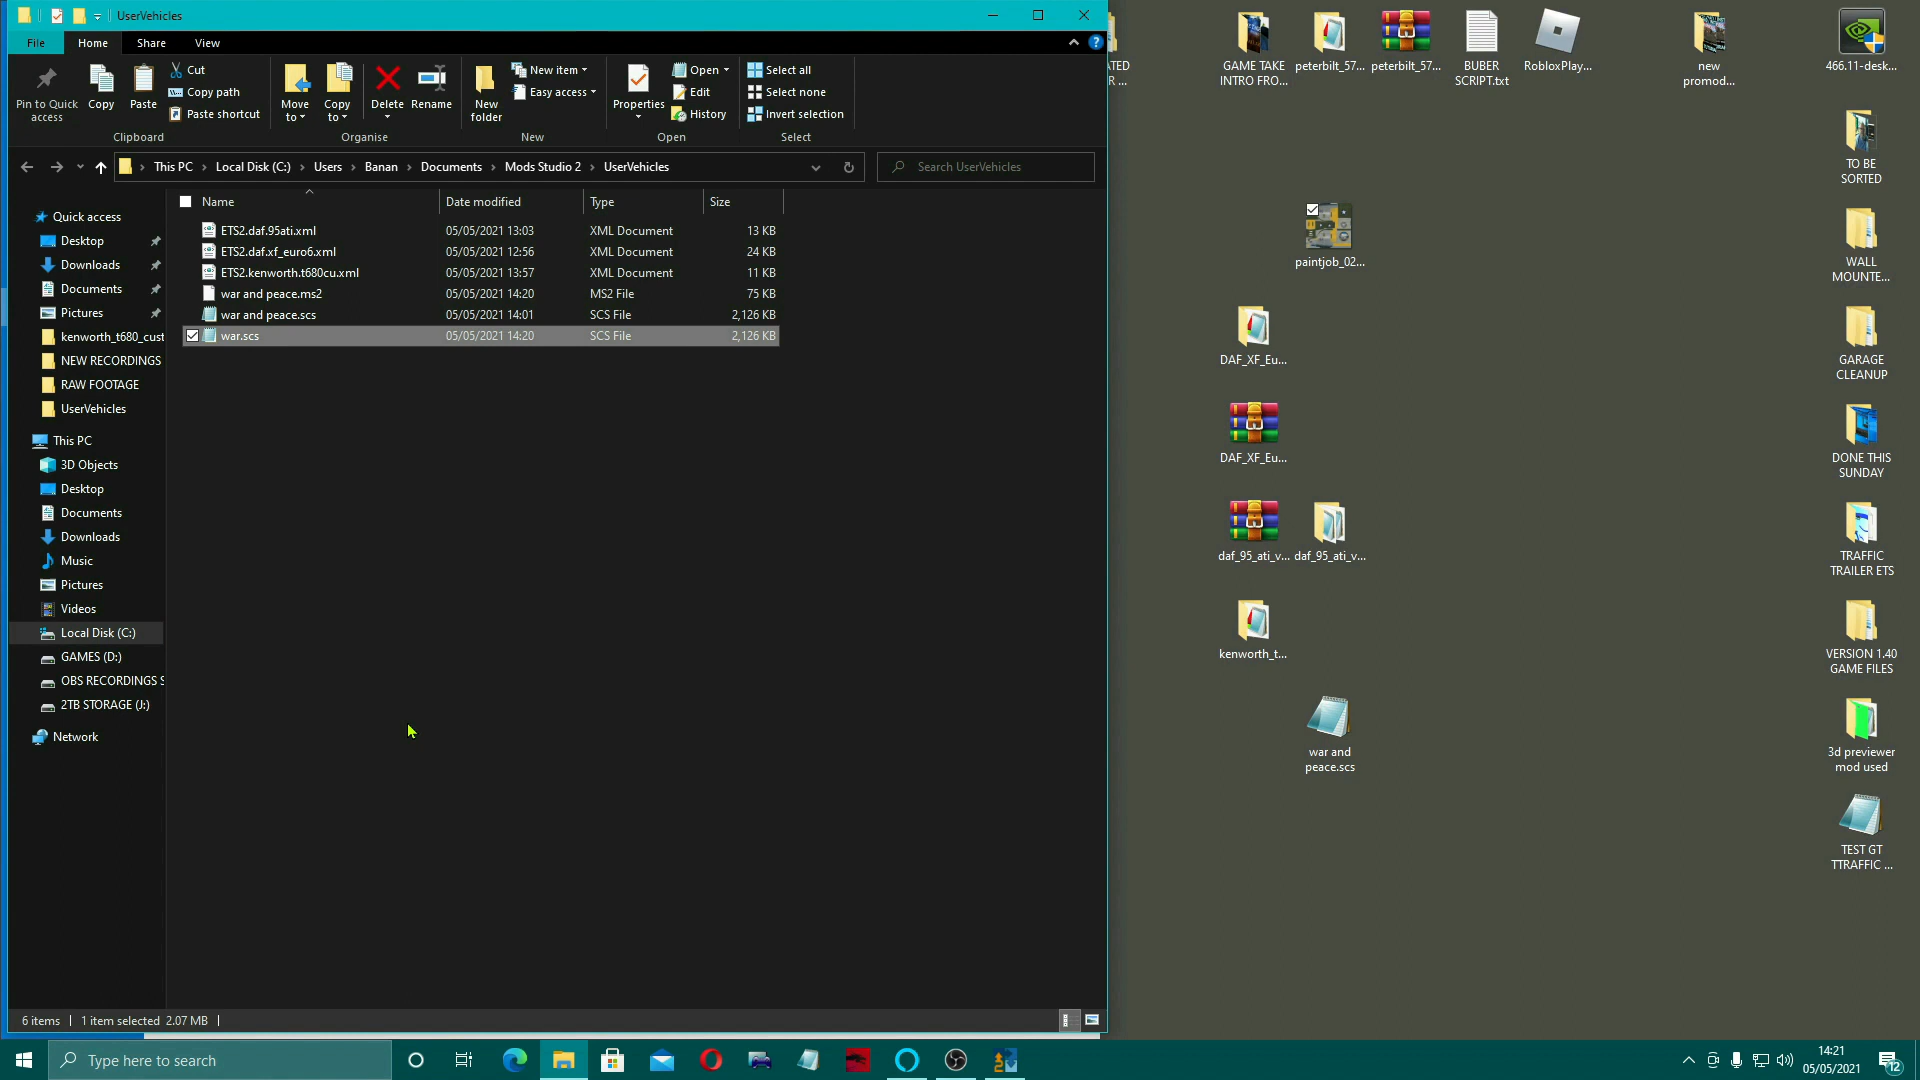 UserVehicles
File
Home
Share
View
Pin to Quick access
Copy
Paste
Cut
Copy path
Paste shortcut
Clipboard
Move to
Copy to
Delete
Rename
Organise
New folder
New item
Easy access
New
Properties
Open
Edit
History
Open
Select all
Select none
Invert selection
Select
This PC
Local Disk (C:)
Users
Banan
Documents
Mods Studio 2
UserVehicles
Search UserVehicles
Name
Date modified
Type
Size
ETS2.daf.95ati.xml 05/05/2021 13:03 XML Document 13 KB
ETS2.daf.xf_euro6.xml 05/05/2021 12:56 XML Document 24 KB
ETS2.kenworth.t680cu.xml 05/05/2021 13:57 XML Document 11 KB
war and peace.ms2 05/05/2021 14:20 MS2 File 75 KB
war and peace.scs 05/05/2021 14:01 SCS File 2,126 KB
war.scs 05/05/2021 14:20 SCS File 2,126 KB
Quick access
Desktop
Downloads
Documents
Pictures
kenworth_t680_cust
NEW RECORDINGS
RAW FOOTAGE
UserVehicles
This PC
3D Objects
Desktop
Documents
Downloads
Music
Pictures
Videos
Local Disk (C:)
GAMES (D:)
OBS RECORDINGS S
2TB STORAGE (J:)
Network
6 items
1 item selected 2.07 MB
ATED
R ...
GAME TAKE
INTRO FRO...
peterbilt_57...
peterbilt_57...
BUBER
SCRIPT.txt
RobloxPlay...
new
promod...
466.11-desk...
TO BE
SORTED
paintjob_02...
WALL
MOUNTE...
DAF_XF_Eu...
GARAGE
CLEANUP
DAF_XF_Eu...
DONE THIS
SUNDAY
daf_95_ati_v...
daf_95_ati_v...
TRAFFIC
TRAILER ETS
kenworth_t...
VERSION 1.40
GAME FILES
war and
peace.scs
3d previewer
mod used
TEST GT
TTRAFFIC ...
Type here to search
14:21
05/05/2021
12